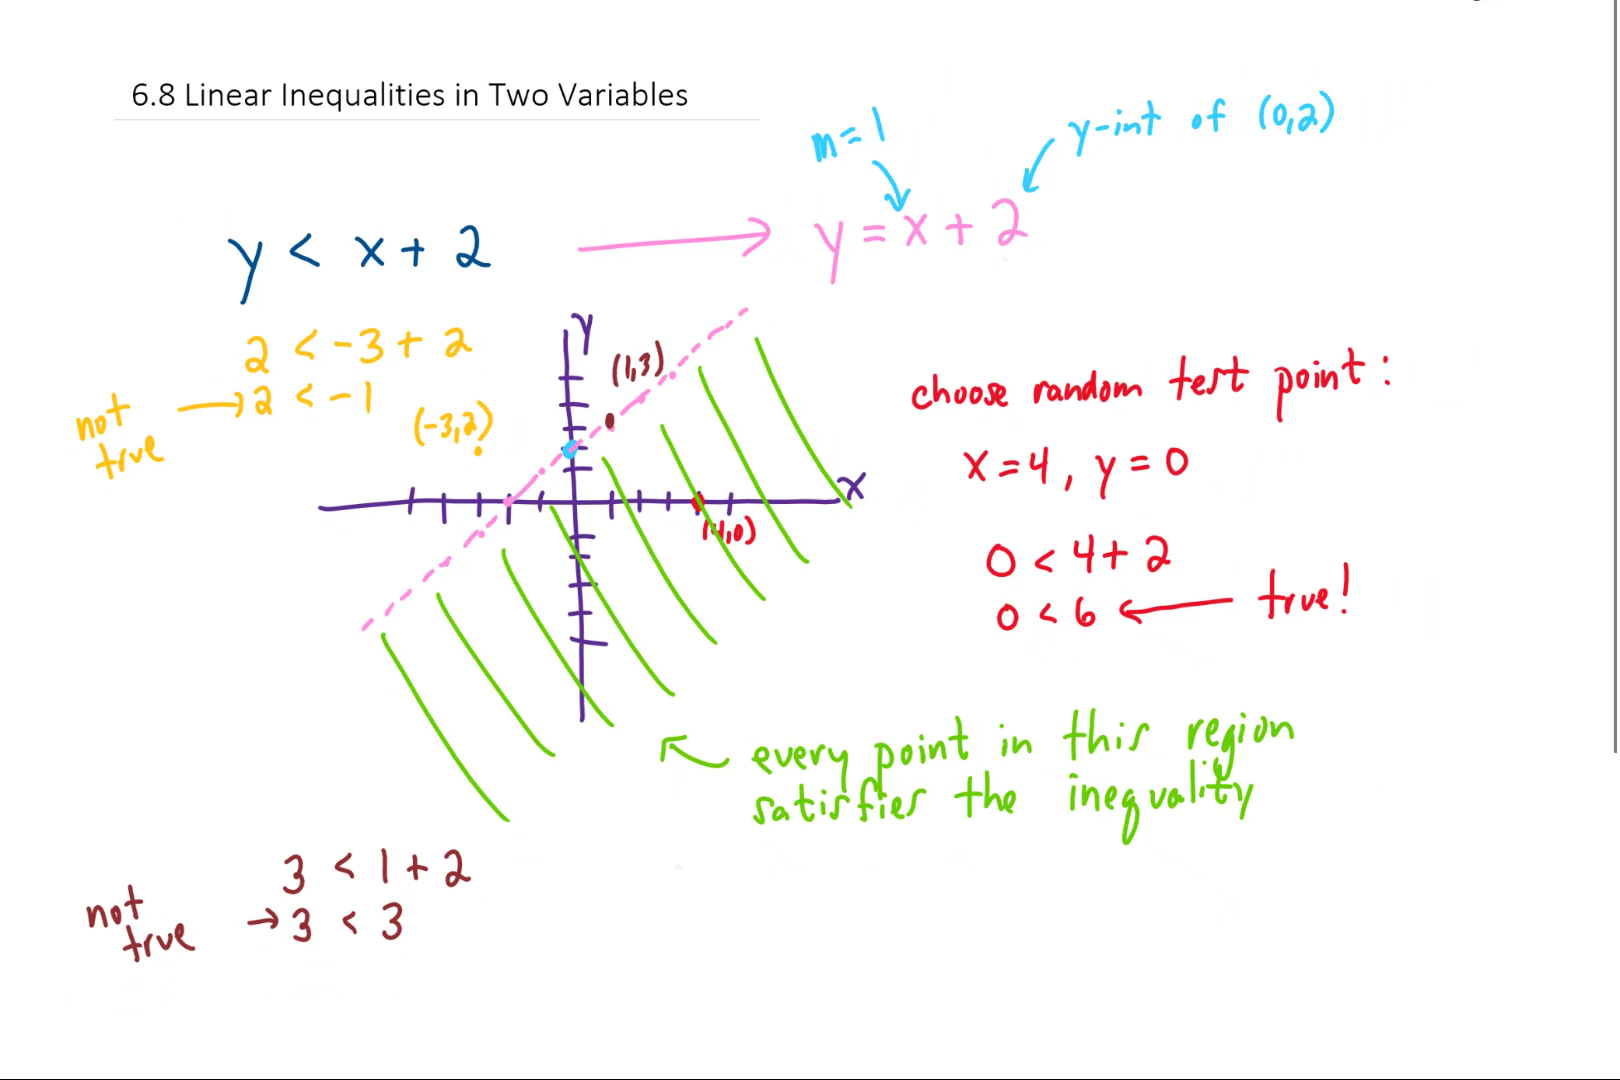 6.8 Linear Inequalities in Two Variables
m=1
y-int of (0,2)
y < x + 2
y = x + 2
2 < -3 + 2
not true
2 < -1
(-3,2)
y
(1,3)
x
(4,0)
choose random test point:
x = 4, y = 0
0 < 4 + 2
0 < 6
true!
every point in this region
satisfies the inequality
3 < 1 + 2
not
true
3 < 3